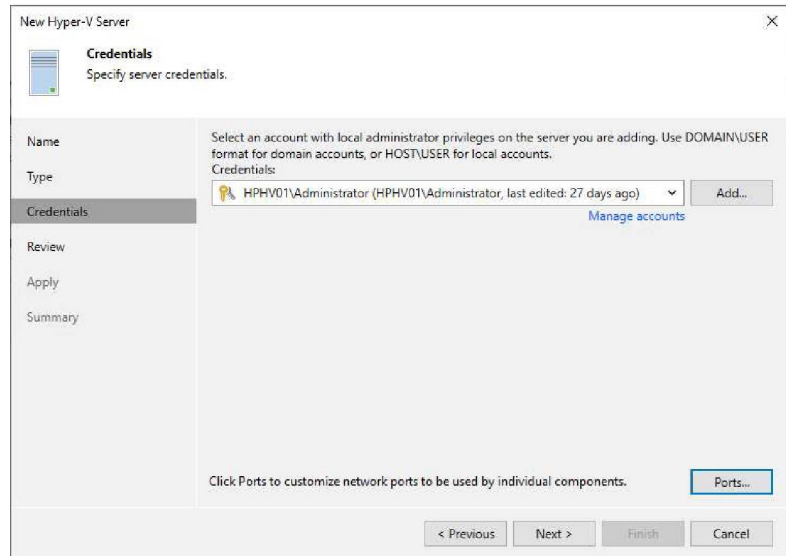 New Hyper-V Server
Credentials
Specify server credentials.
Name
Type
Credentials
Review
Apply
Summary
Select an account with local administrator privileges on the server you are adding. Use DOMAIN\USER
format for domain accounts, or HOST\USER for local accounts.
Credentials:
HPHV01\Administrator (HPHV01\Administrator, last edited: 27 days ago)
Add...
Manage accounts
Click Ports to customize network ports to be used by individual components.
Ports...
< Previous
Next >
Finish
Cancel